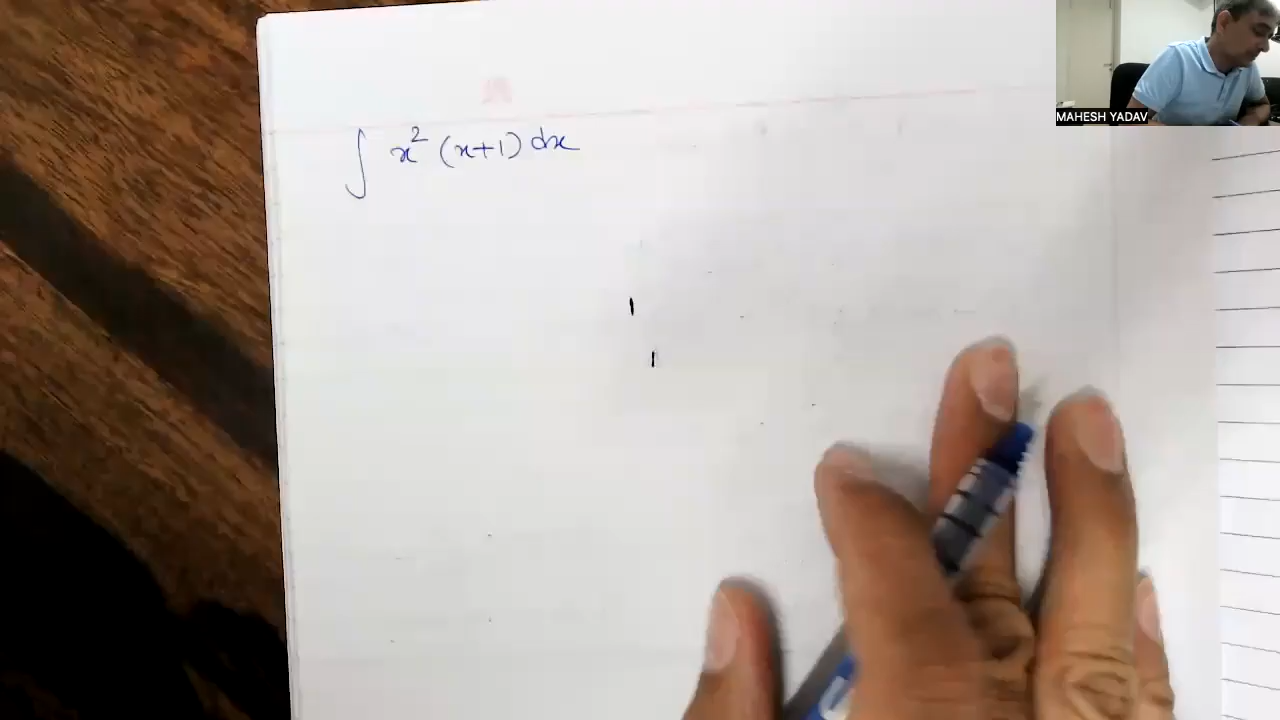 ∫ x² (x+1) dx
MAHESH YADAV